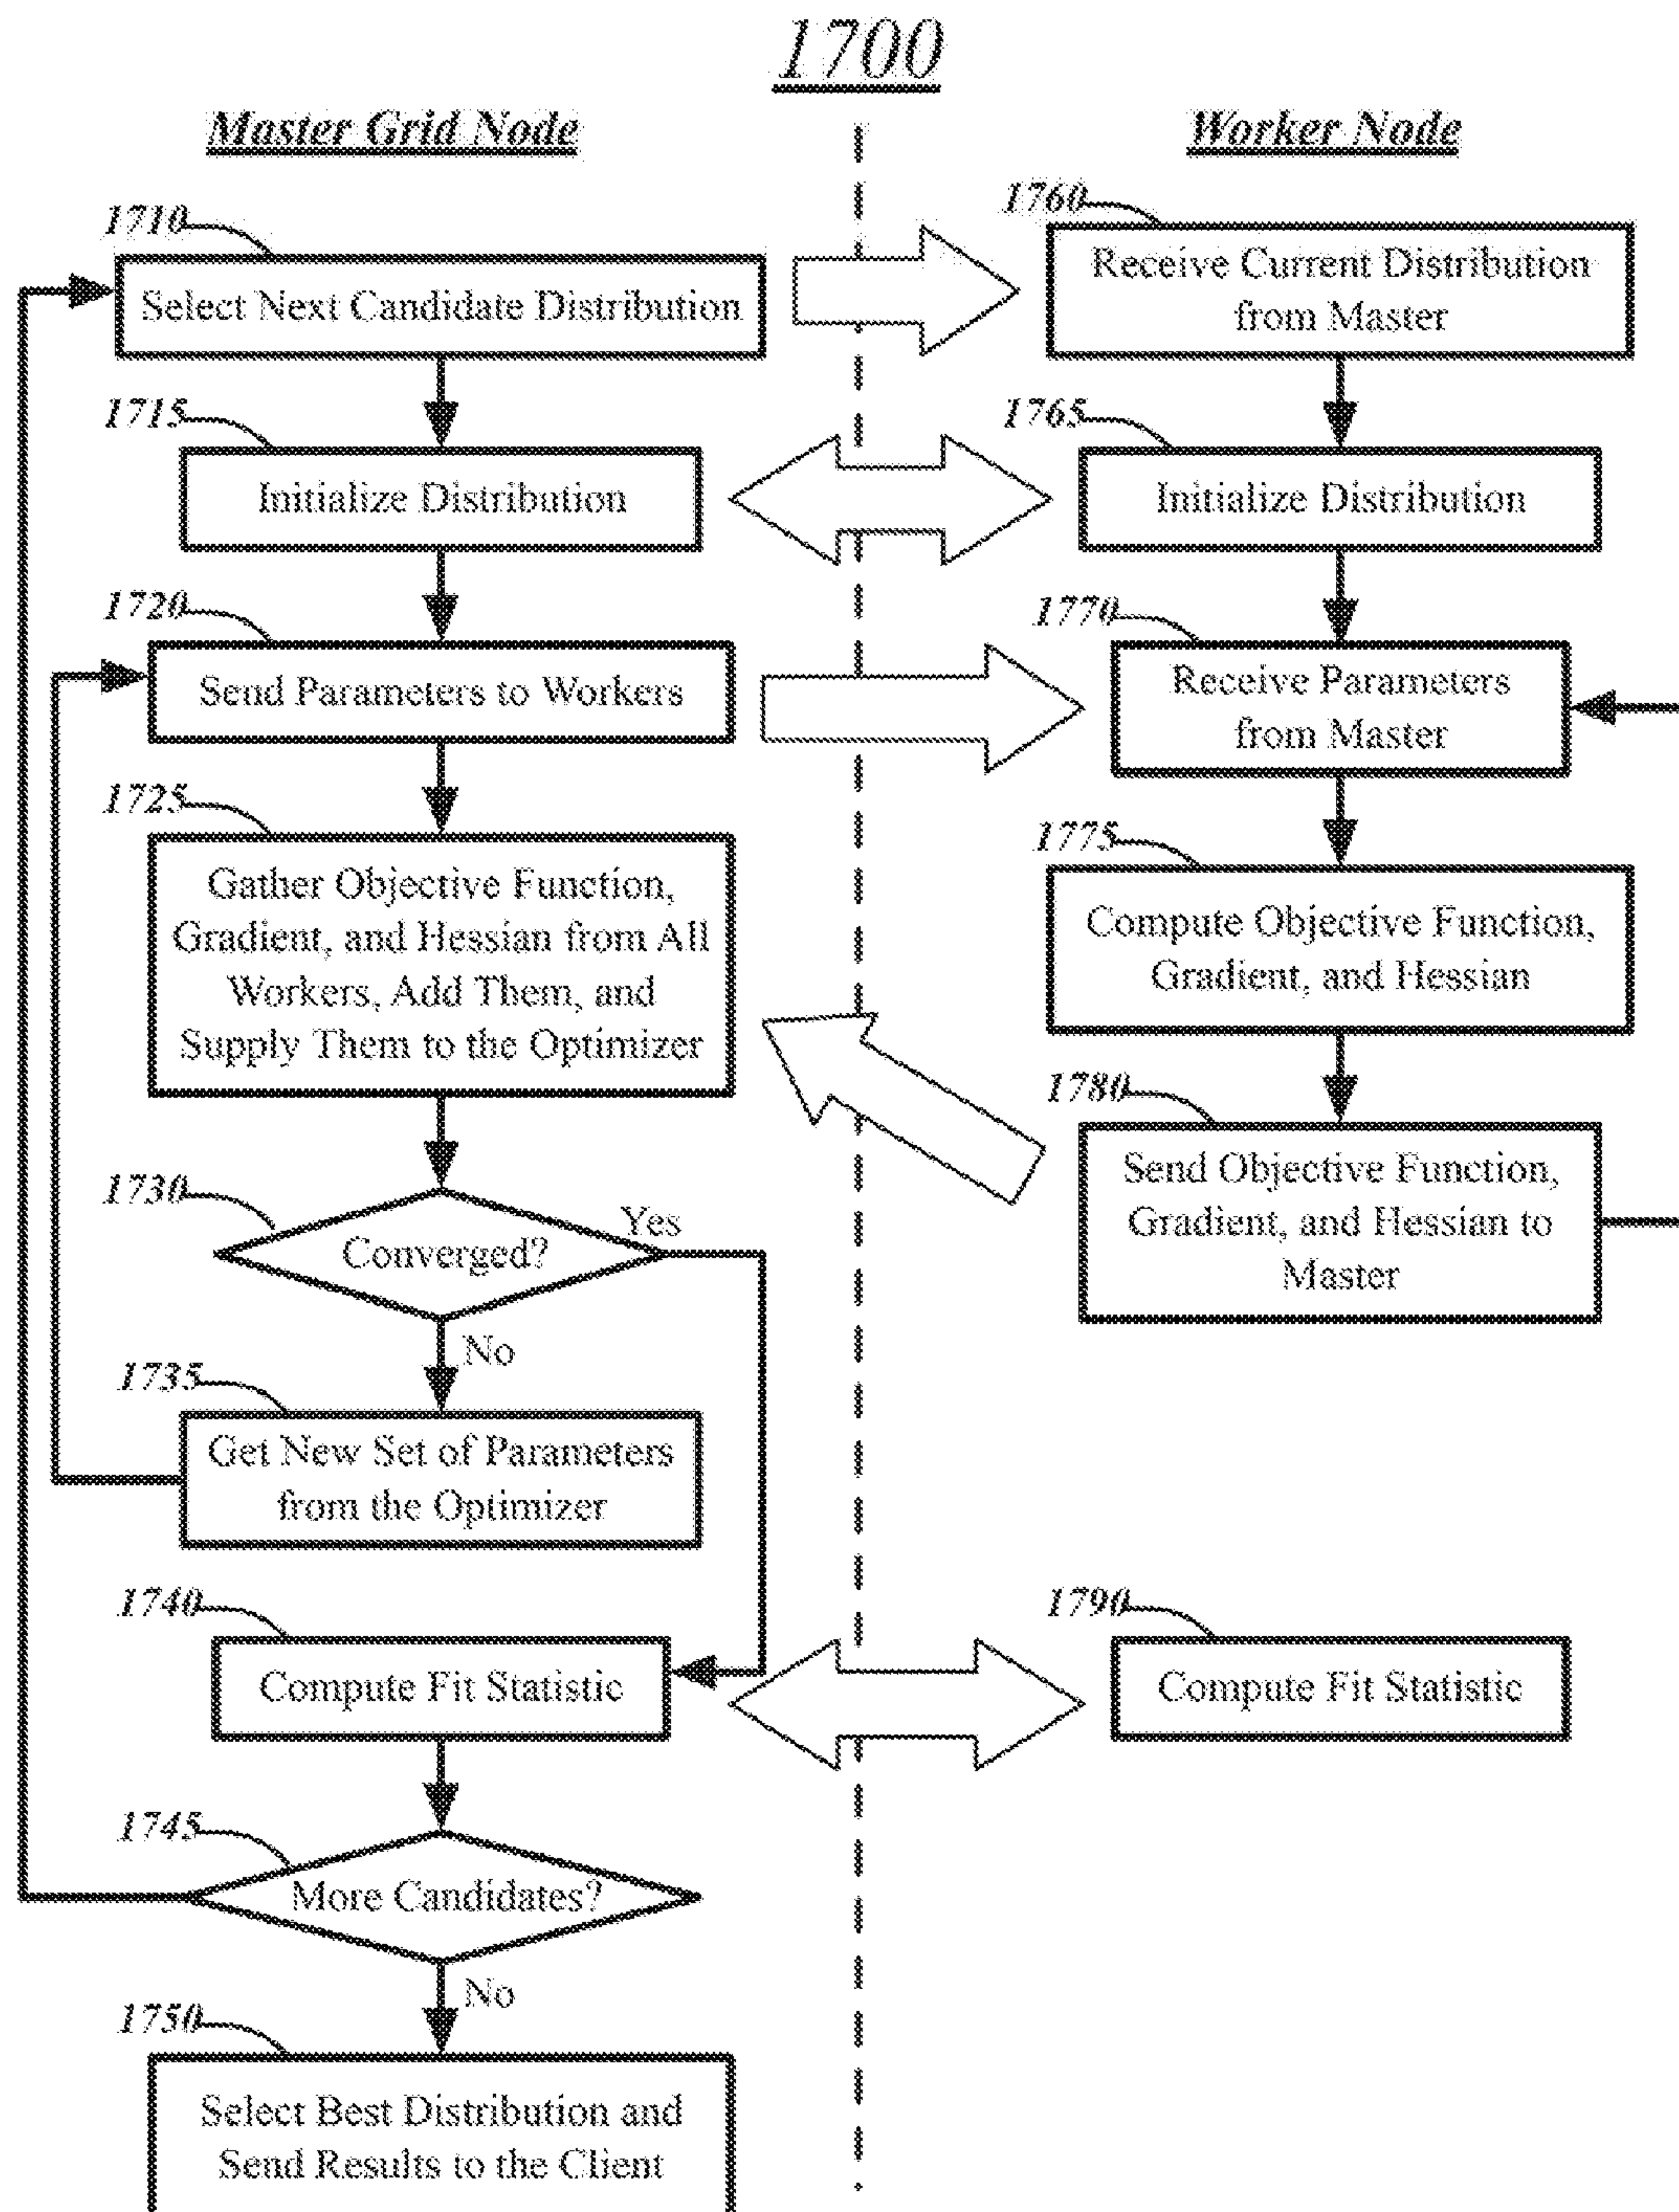 1700
Master Grid Node
Worker Node
1710
Select Next Candidate Distribution
1715
Initialize Distribution
1720
Send Parameters to Workers
1725
Gather Objective Function,
Gradient, and Hessian from All
Workers, Add Them, and
Supply Them to the Optimizer
1730
Converged?
Yes
No
1735
Get New Set of Parameters
from the Optimizer
1740
Compute Fit Statistic
1745
More Candidates?
No
1750
Select Best Distribution and
Send Results to the Client
1760
Receive Current Distribution
from Master
1765
Initialize Distribution
1770
Receive Parameters
from Master
1775
Compute Objective Function,
Gradient, and Hessian
1780
Send Objective Function,
Gradient, and Hessian to
Master
1790
Compute Fit Statistic